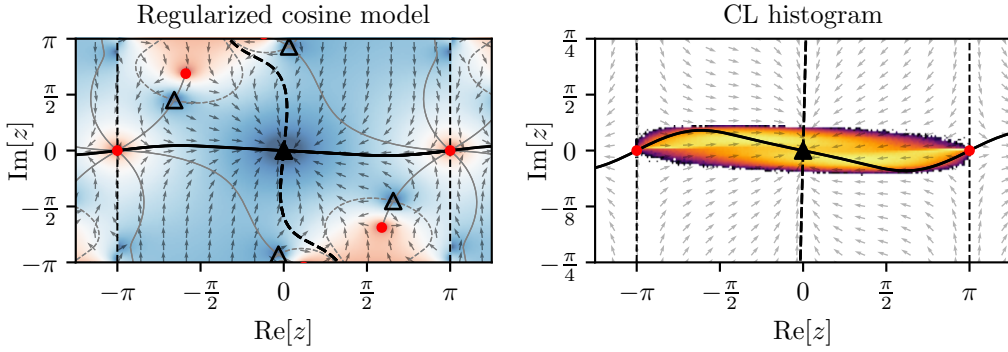 Regularized cosine model
π
π/2
0
−π/2
−π
Im[z]
−π −π/2 0 π/2 π
Re[z]
CL histogram
π/4
π/2
0
−π/8
−π/4
Im[z]
−π −π/2 0 π/2 π
Re[z]